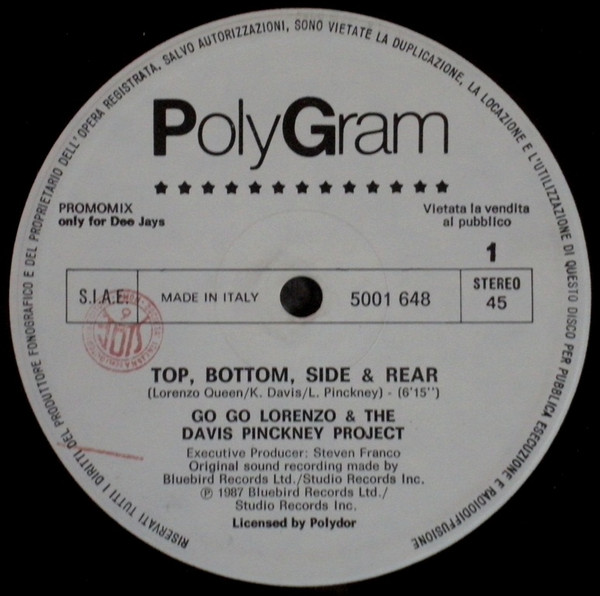 RISERVATI TUTTI I DIRITTI DEL PRODUTTORE FONOGRAFICO E DEL PROPRIETARIO DELL'OPERA REGISTRATA. SALVO AUTORIZZAZIONI, SONO VIETATE LA DUPLICAZIONE, LA LOCAZIONE E L'UTILIZZAZIONE DI QUESTO DISCO PER PUBBLICA ESECUZIONE E RADIODIFFUSIONE
PolyGram
PROMOMIX
only for Dee Jays
Vietata la vendita
al pubblico
1
S.I.A.E.
MADE IN ITALY
5001 648
STEREO
45
TOP, BOTTOM, SIDE & REAR
(Lorenzo Queen/K. Davis/L. Pinckney) - (6'15'')
GO GO LORENZO & THE
DAVIS PINCKNEY PROJECT
Executive Producer: Steven Franco
Original sound recording made by
Bluebird Records Ltd./Studio Records Inc.
℗ 1987 Bluebird Records Ltd./
Studio Records Inc.
Licensed by Polydor